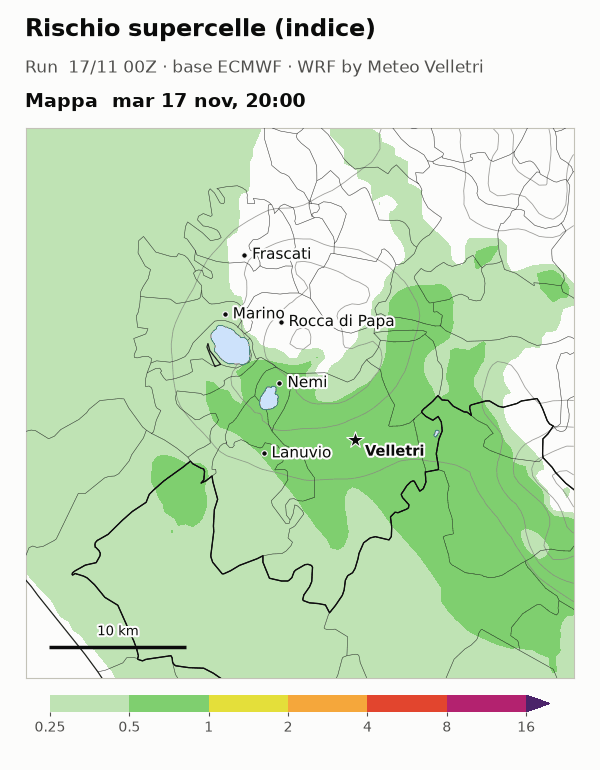 Rischio supercelle (indice)
Run 17/11 00Z · base ECMWF · WRF by Meteo Velletri
Mappa mar 17 nov, 20:00
Frascati
Marino
Rocca di Papa
Nemi
Velletri
Lanuvio
10 km
0.25 0.5 1 2 4 8 16